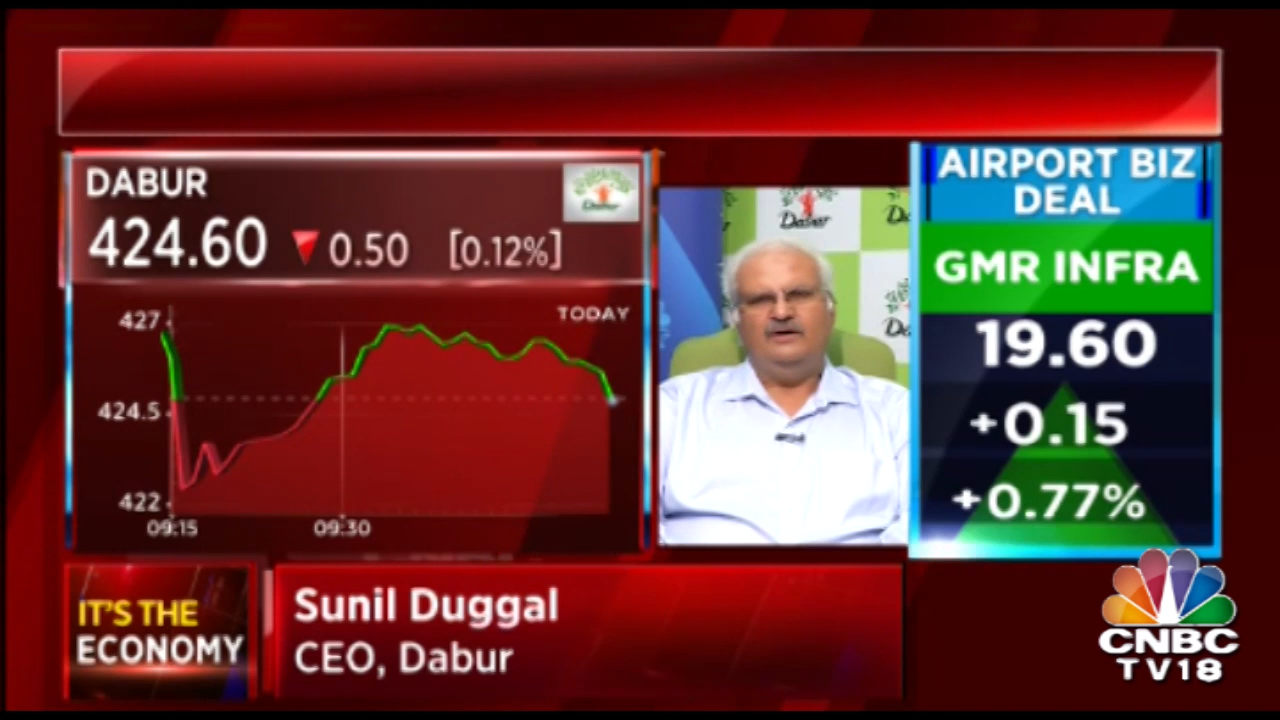 DABUR
424.60 ▼ 0.50 [0.12%]
Dabur
TODAY
427
424.5
422
09:15 09:30
Dabur
AIRPORT BIZ
DEAL
GMR INFRA
19.60
+0.15
+0.77%
IT'S THE
ECONOMY
Sunil Duggal
CEO, Dabur
CNBC
TV18